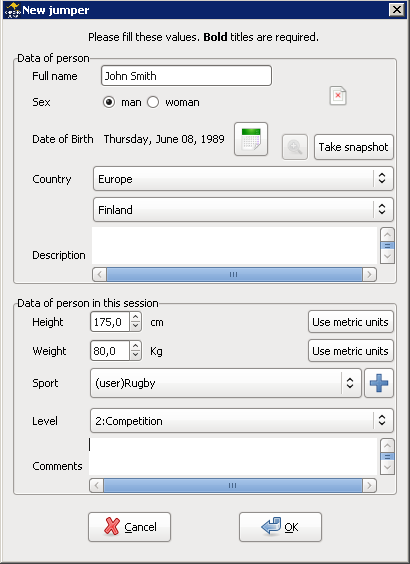 New jumper
Please fill these values. Bold titles are required.
Data of person
Full name John Smith
Sex man woman
Date of Birth Thursday, June 08, 1989 Take snapshot
Country Europe
Finland
Description
Data of person in this session
Height 175,0 cm Use metric units
Weight 80,0 Kg Use metric units
Sport (user)Rugby
Level 2:Competition
Comments
Cancel OK